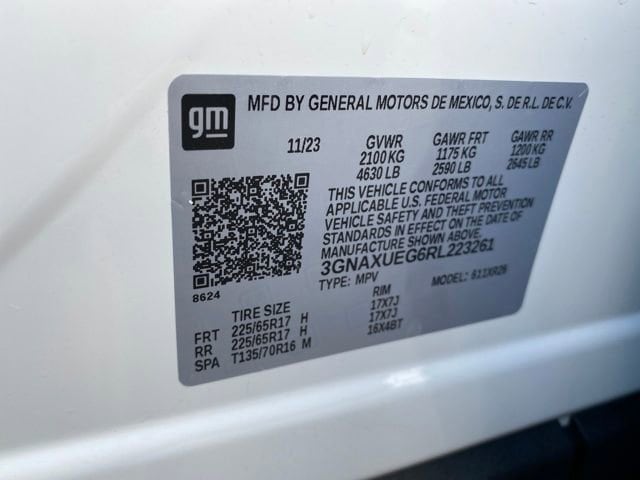 gm
MFD BY GENERAL MOTORS DE MEXICO, S. DE R.L. DE C.V.
11/23 GVWR GAWR FRT GAWR RR
2100 KG 1175 KG 1200 KG
4630 LB 2590 LB 2645 LB
THIS VEHICLE CONFORMS TO ALL
APPLICABLE U.S. FEDERAL MOTOR
VEHICLE SAFETY AND THEFT PREVENTION
STANDARDS IN EFFECT ON THE DATE OF
MANUFACTURE SHOWN ABOVE.
3GNAXUEG6RL223261
TYPE: MPV MODEL: 611XR26
8624
TIRE SIZE RIM
FRT 225/65R17 H 17X7J
RR 225/65R17 H 17X7J
SPA T135/70R16 M 16X4BT